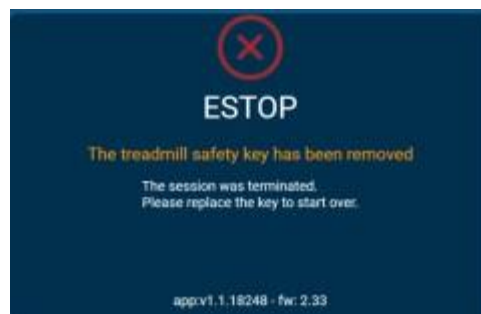 ESTOP
The treadmill safety key has been removed
The session was terminated.
Please replace the key to start over.
app:v1.1.18248 - fw: 2.33